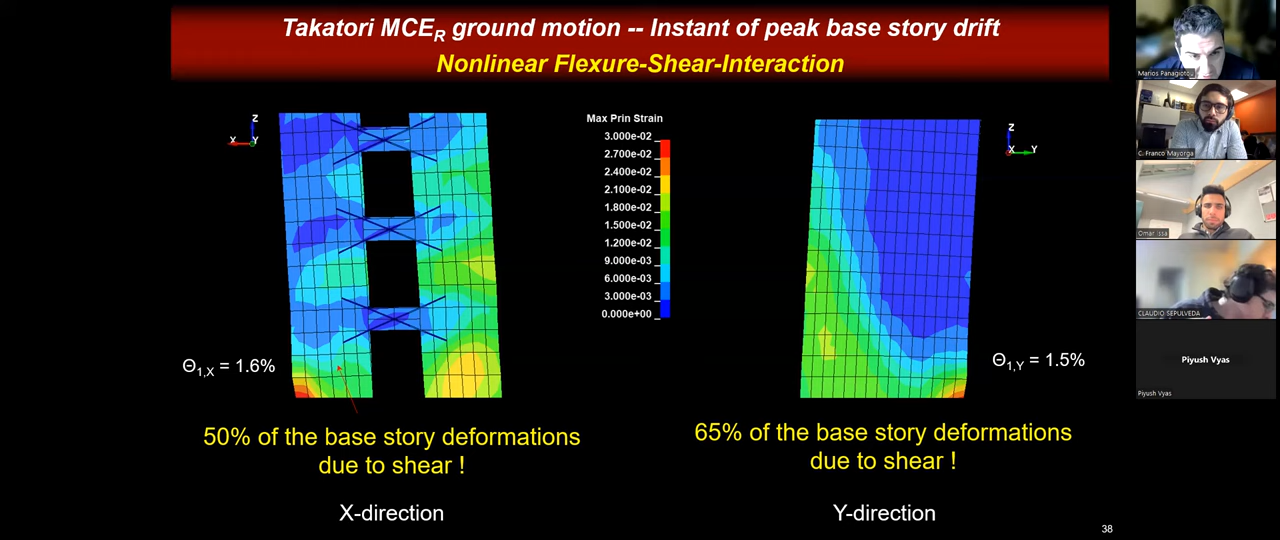 Takatori MCE_R ground motion -- Instant of peak base story drift
Nonlinear Flexure-Shear-Interaction
Z
X
Y
Max Prin Strain
3.000e-02
2.700e-02
2.400e-02
2.100e-02
1.800e-02
1.500e-02
1.200e-02
9.000e-03
6.000e-03
3.000e-03
0.000e+00
Z
X
Y
Θ1,X = 1.6%
Θ1,Y = 1.5%
50% of the base story deformations
due to shear !
65% of the base story deformations
due to shear !
X-direction
Y-direction
38
C. Franco Mayorga
Omar Issa
CLAUDIO SEPULVEDA
Piyush Vyas
Piyush Vyas